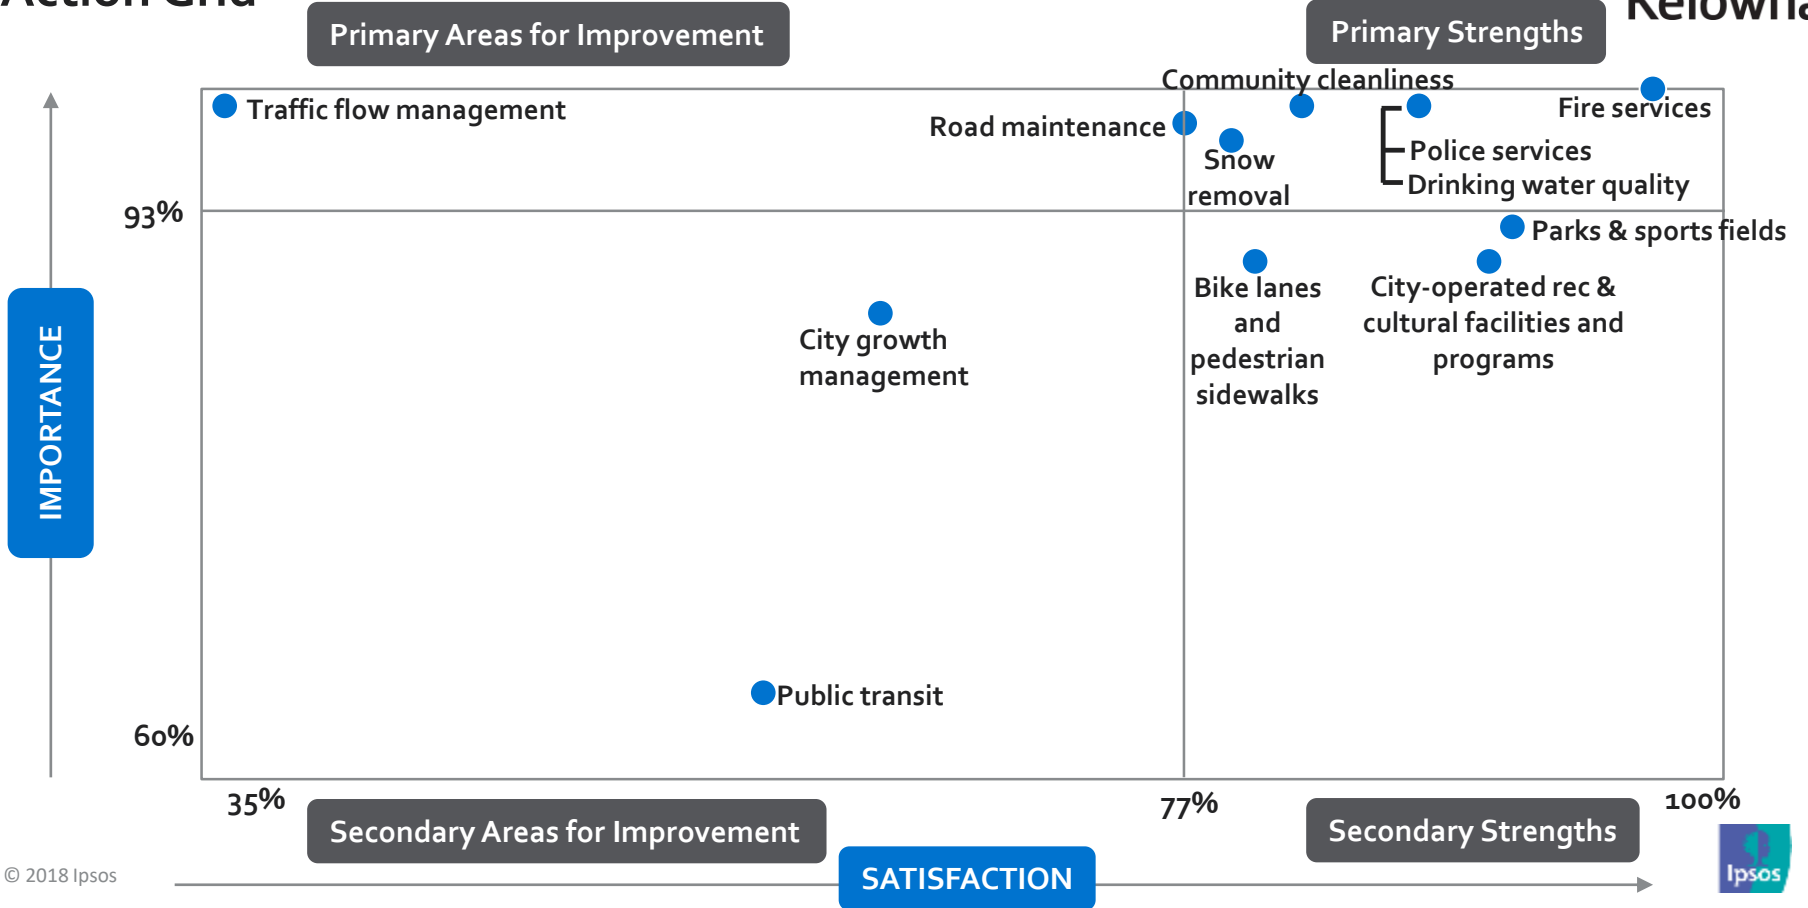 Action Grid
Kelowna
Primary Areas for Improvement
Primary Strengths
Community cleanliness
Traffic flow management
Road maintenance
Fire services
Snow
removal
Police services
Drinking water quality
93%
Parks & sports fields
Bike lanes
and
pedestrian
sidewalks
City-operated rec &
cultural facilities and
programs
City growth
management
IMPORTANCE
Public transit
60%
35%
77%
100%
Secondary Areas for Improvement
Secondary Strengths
SATISFACTION
© 2018 Ipsos
Ipsos